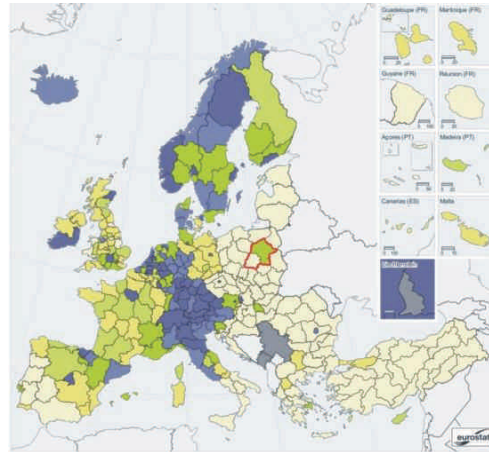 Guadeloupe (FR)
Martinique (FR)
Guyane (FR)
Réunion (FR)
Açores (PT)
Madeira (PT)
Canarias (ES)
Malta
Liechtenstein
eurostat